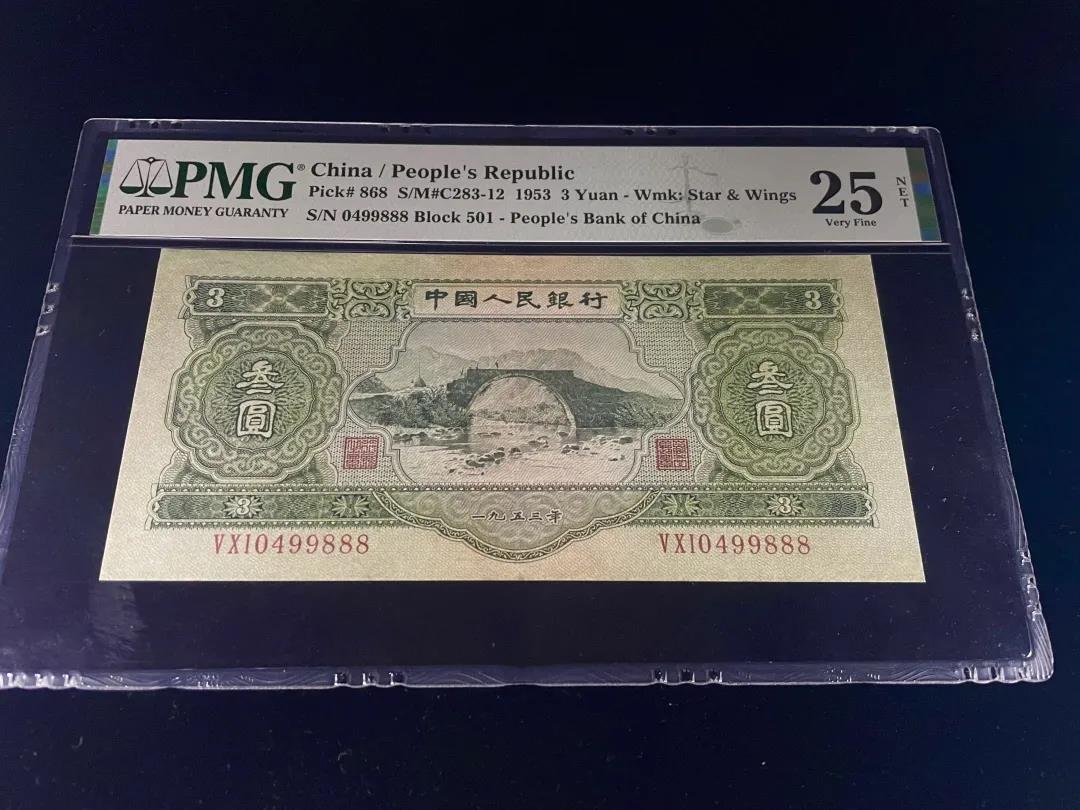 PMG®
PAPER MONEY GUARANTY
China / People's Republic
Pick# 868 S/M#C283-12 1953 3 Yuan - Wmk: Star & Wings
S/N 0499888 Block 501 - People's Bank of China
25
Very Fine
NET
3
中國人民銀行
3
叁圓
叁圓
3
一九五三年
3
VXI0499888
VXI0499888